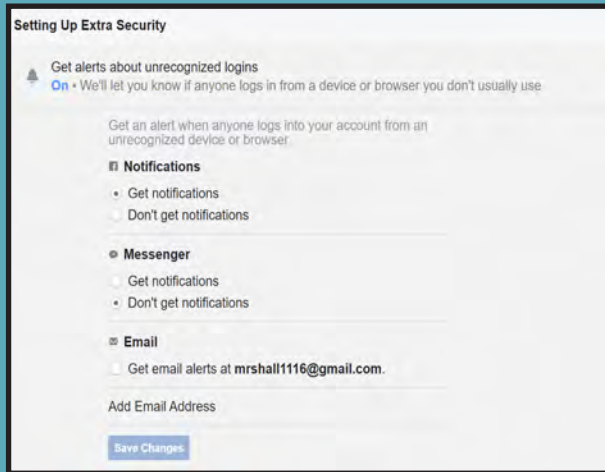 Setting Up Extra Security
Get alerts about unrecognized logins
On • We'll let you know if anyone logs in from a device or browser you don't usually use
Get an alert when anyone logs into your account from an
unrecognized device or browser
Notifications
Get notifications
Don't get notifications
Messenger
Get notifications
Don't get notifications
Email
Get email alerts at mrshall1116@gmail.com.
Add Email Address
Save Changes